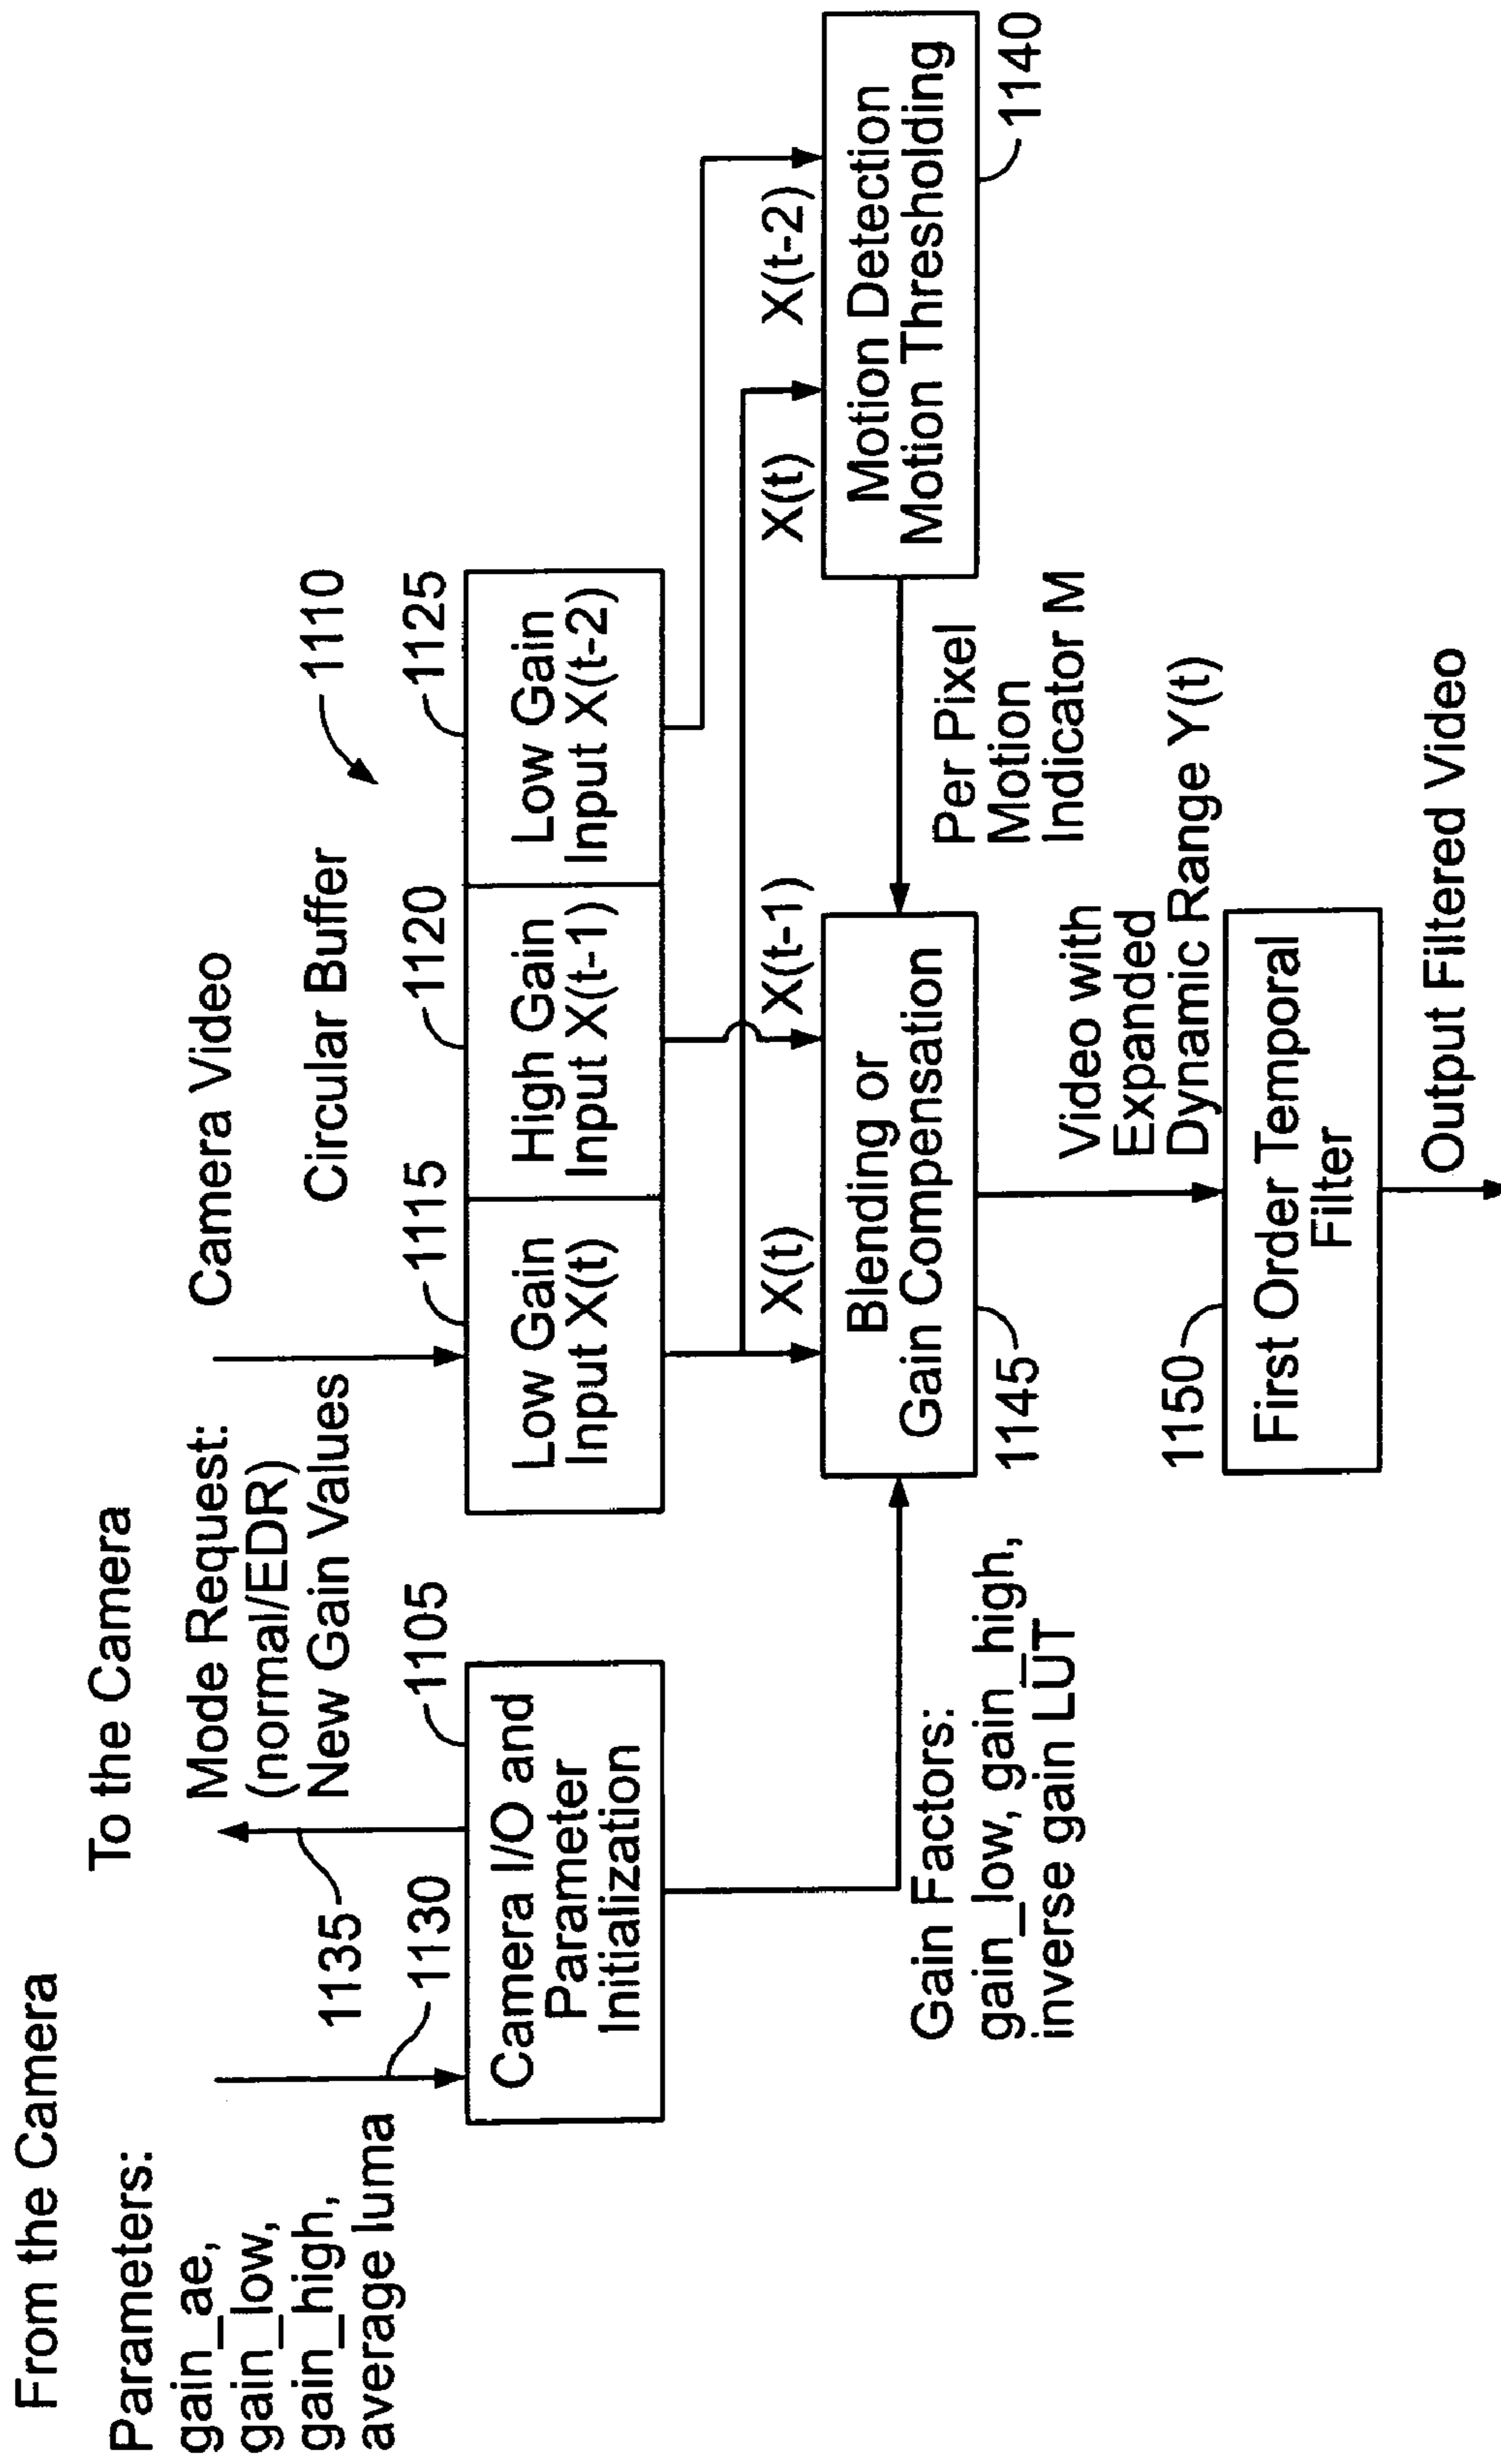 From the Camera
To the Camera
Parameters:
gain_ae,
gain_low,
gain_high,
average luma
Mode Request:
(normal/EDR)
New Gain Values
Camera Video
1135
1130
1105
Circular Buffer
1110
1115
1120
1125
Camera I/O and
Parameter
Initialization
Low Gain
Input X(t)
High Gain
Input X(t-1)
Low Gain
Input X(t-2)
X(t)
X(t-1)
X(t)
X(t-2)
Blending or
Gain Compensation
Motion Detection
Motion Thresholding
Gain Factors:
gain_low, gain_high,
inverse gain LUT
1145
Per Pixel
Motion
Indicator M
1140
Video with
Expanded
Dynamic Range Y(t)
1150
First Order Temporal
Filter
Output Filtered Video